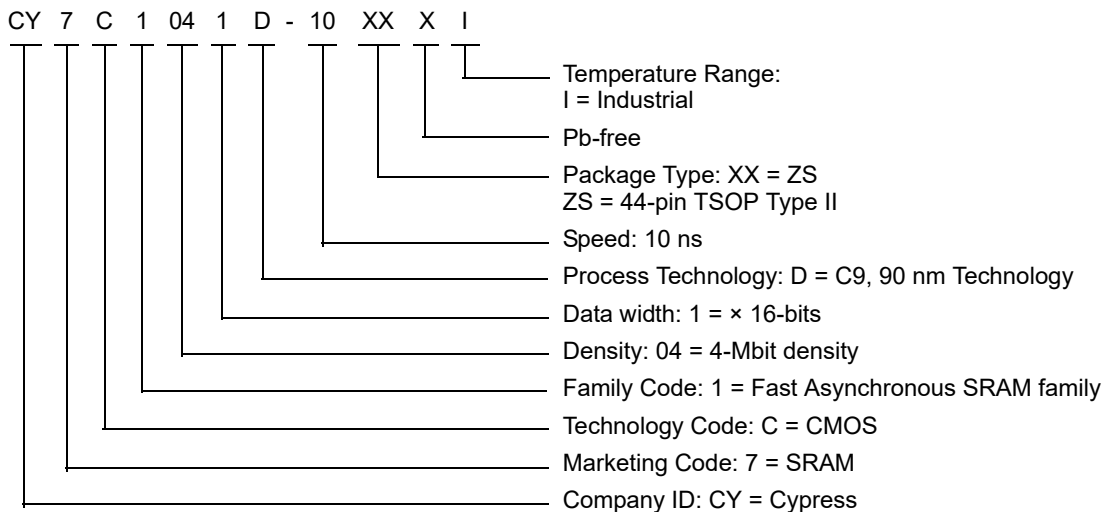 CY 7 C 1 04 1 D - 10 XX X I
Temperature Range:
I = Industrial
Pb-free
Package Type: XX = ZS
ZS = 44-pin TSOP Type II
Speed: 10 ns
Process Technology: D = C9, 90 nm Technology
Data width: 1 = × 16-bits
Density: 04 = 4-Mbit density
Family Code: 1 = Fast Asynchronous SRAM family
Technology Code: C = CMOS
Marketing Code: 7 = SRAM
Company ID: CY = Cypress